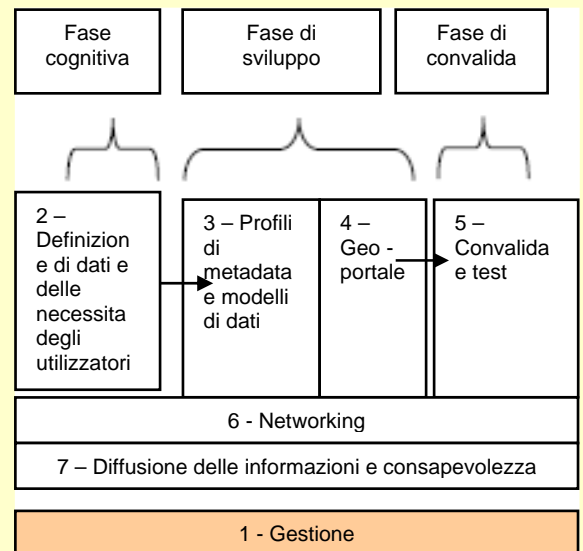 Fase
cognitiva
Fase di
sviluppo
Fase di
convalida
2 –
Definizion
e di dati e
delle
necessita
degli
utilizzatori
3 – Profili
di
metadata
e modelli
di dati
4 –
Geo -
portale
5 –
Convalida
e test
6 - Networking
7 – Diffusione delle informazioni e consapevolezza
1 - Gestione